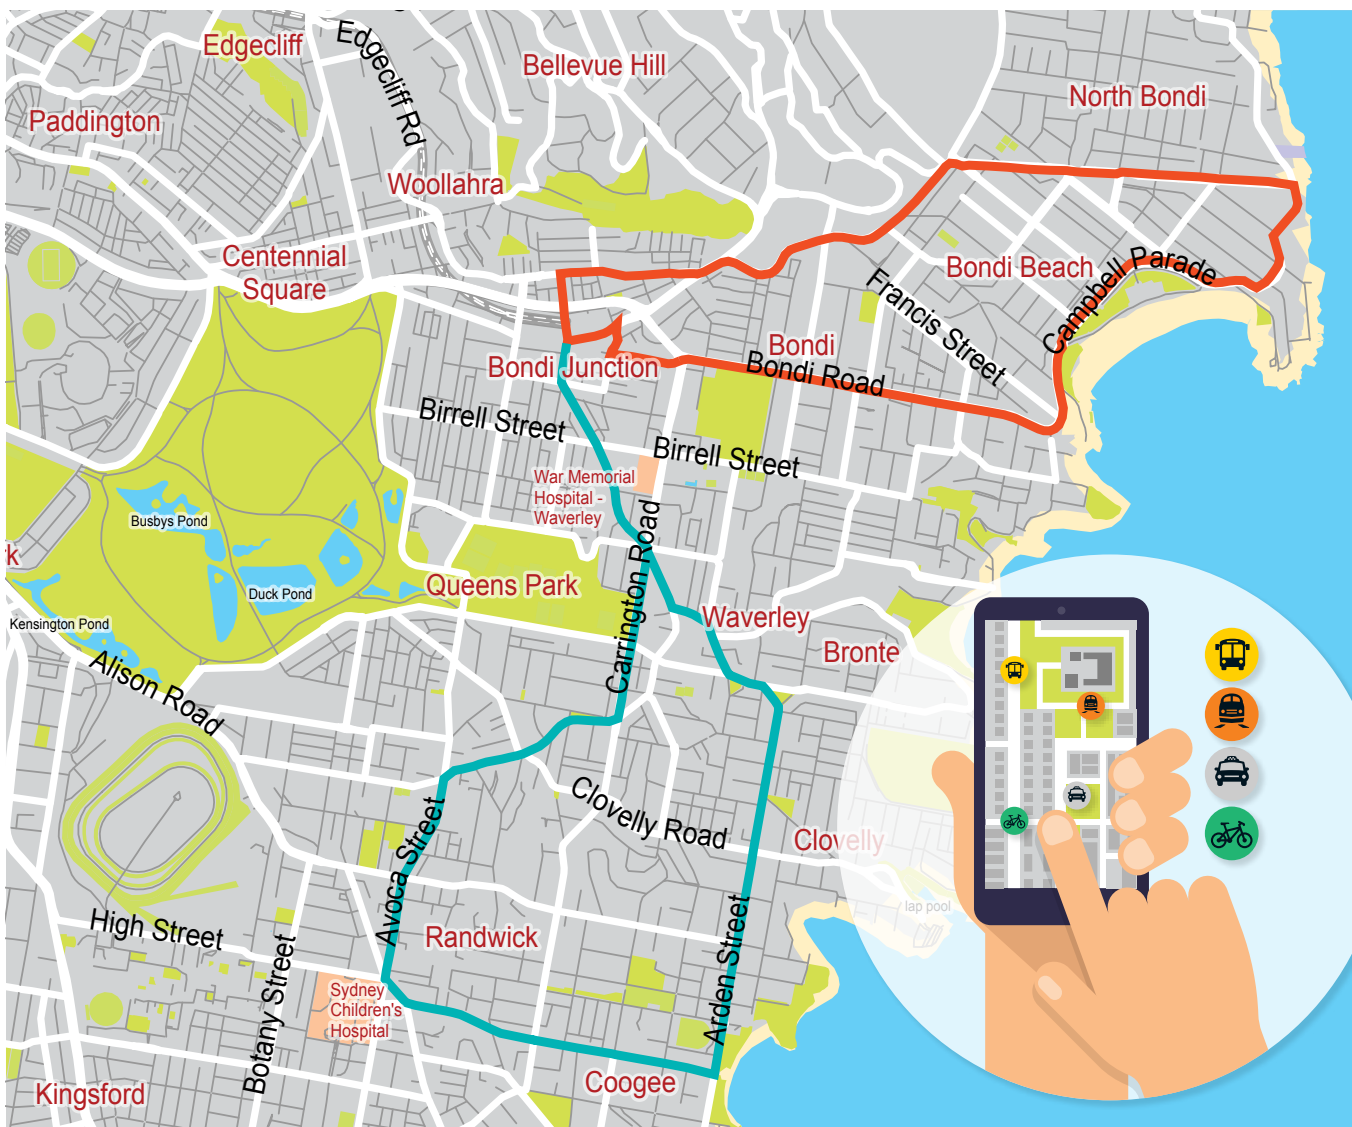 Edgecliff
Edgecliff Rd
Bellevue Hill
North Bondi
Paddington
Woollahra
Centennial
Square
Bondi Beach
Campbell Parade
Francis Street
Bondi
Bondi Road
Bondi Junction
Birrell Street
Birrell Street
War Memorial
Hospital -
Waverley
Busbys Pond
k
Duck Pond
Queens Park
Kensington Pond
Carrington Road
Waverley
Bronte
Alison Road
Clovelly Road
Clovelly
Avoca Street
lap pool
High Street
Randwick
Arden Street
Botany Street
Sydney
Children's
Hospital
Coogee
Kingsford